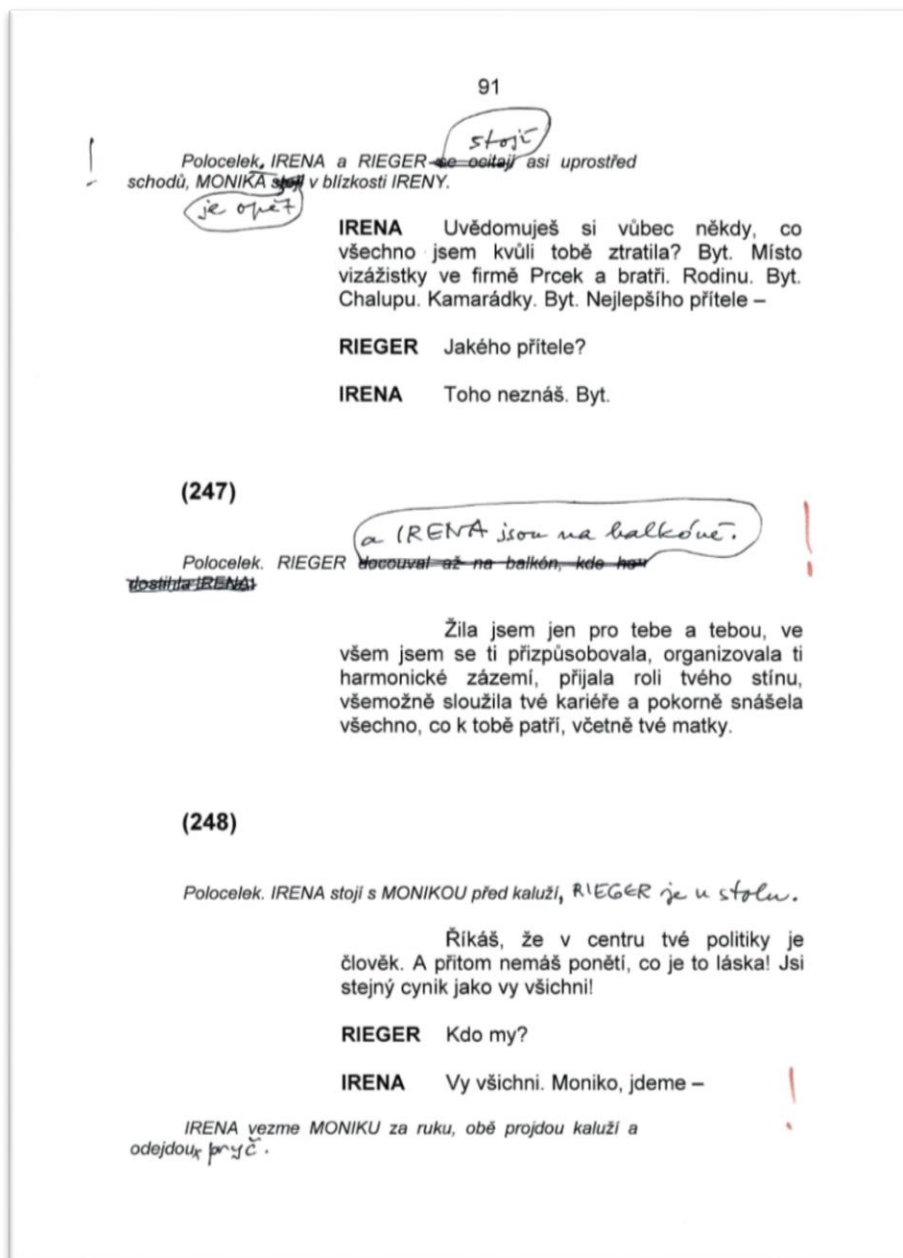 91
stojí
! Polocelek, IRENA a RIEGER se ocitají asi uprostřed
schodů, MONIKA stojí v blízkosti IRENY.
je opět
IRENA Uvědomuješ si vůbec někdy, co
všechno jsem kvůli tobě ztratila? Byt. Místo
vizážistky ve firmě Prcek a bratři. Rodinu. Byt.
Chalupu. Kamarádky. Byt. Nejlepšího přítele –
RIEGER Jakého přítele?
IRENA Toho neznáš. Byt.
(247)
a IRENA jsou na balkóně. !
Polocelek. RIEGER docouval až na balkón, kde ho
dostihla IRENA.
Žila jsem jen pro tebe a tebou, ve
všem jsem se ti přizpůsobovala, organizovala ti
harmonické zázemí, přijala roli tvého stínu,
všemožně sloužila tvé kariéře a pokorně snášela
všechno, co k tobě patří, včetně tvé matky.
(248)
Polocelek. IRENA stojí s MONIKOU před kaluží, RIEGER je u stolu.
Říkáš, že v centru tvé politiky je
člověk. A přitom nemáš ponětí, co je to láska! Jsi
stejný cynik jako vy všichni!
RIEGER Kdo my?
IRENA Vy všichni. Moniko, jdeme – !
IRENA vezme MONIKU za ruku, obě projdou kaluží a
odejdou pryč.